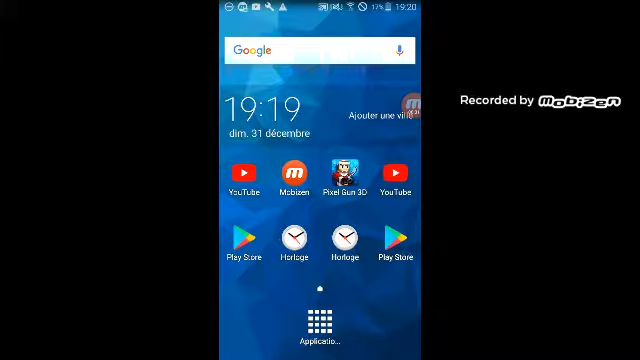 17% 19:20
Google
19:19
Ajouter une ville
dim. 31 décembre
Recorded by mobizen
YouTube Mobizen Pixel Gun 3D YouTube
Play Store Horloge Horloge Play Store
Applicatio...